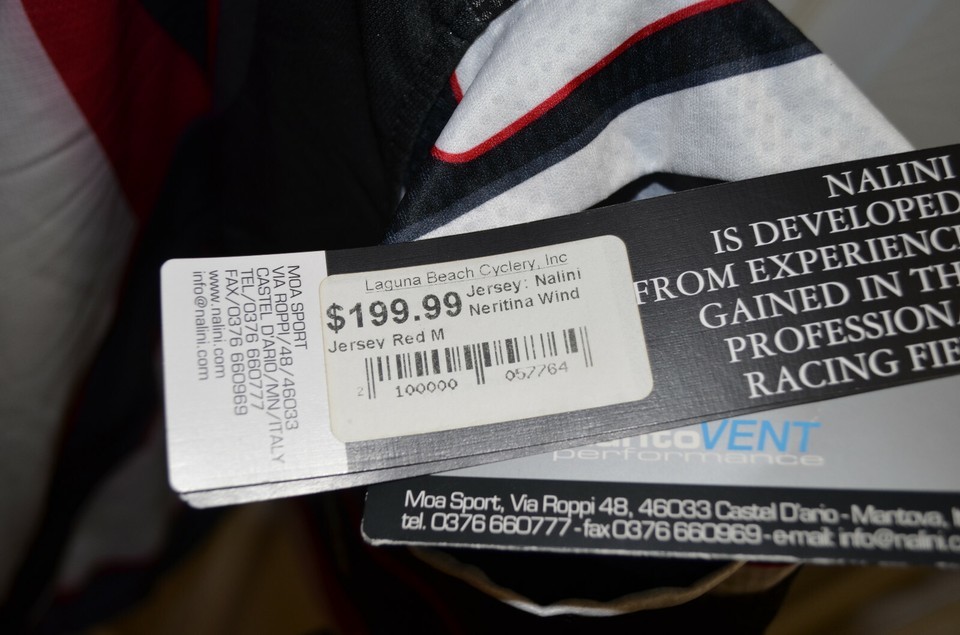 MOA SPORT
VIA ROPPI/48/46033
CASTEL D'ARIO/MN/ITALY
TEL/0376 660777
FAX/0376 660969
www.nalini.com
info@nalini.com
Laguna Beach Cyclery, Inc
$199.99 Jersey: Nalini
Neritina Wind
Jersey Red M
2 100000 057764
NALINI
IS DEVELOPED
FROM EXPERIENC
GAINED IN TH
PROFESSIONA
RACING FIE
antoVENT
performance
Moa Sport, Via Roppi 48, 46033 Castel D'ario - Mantova, I
tel. 0376 660777 - fax 0376 660969 - e-mail: info@nalini.c